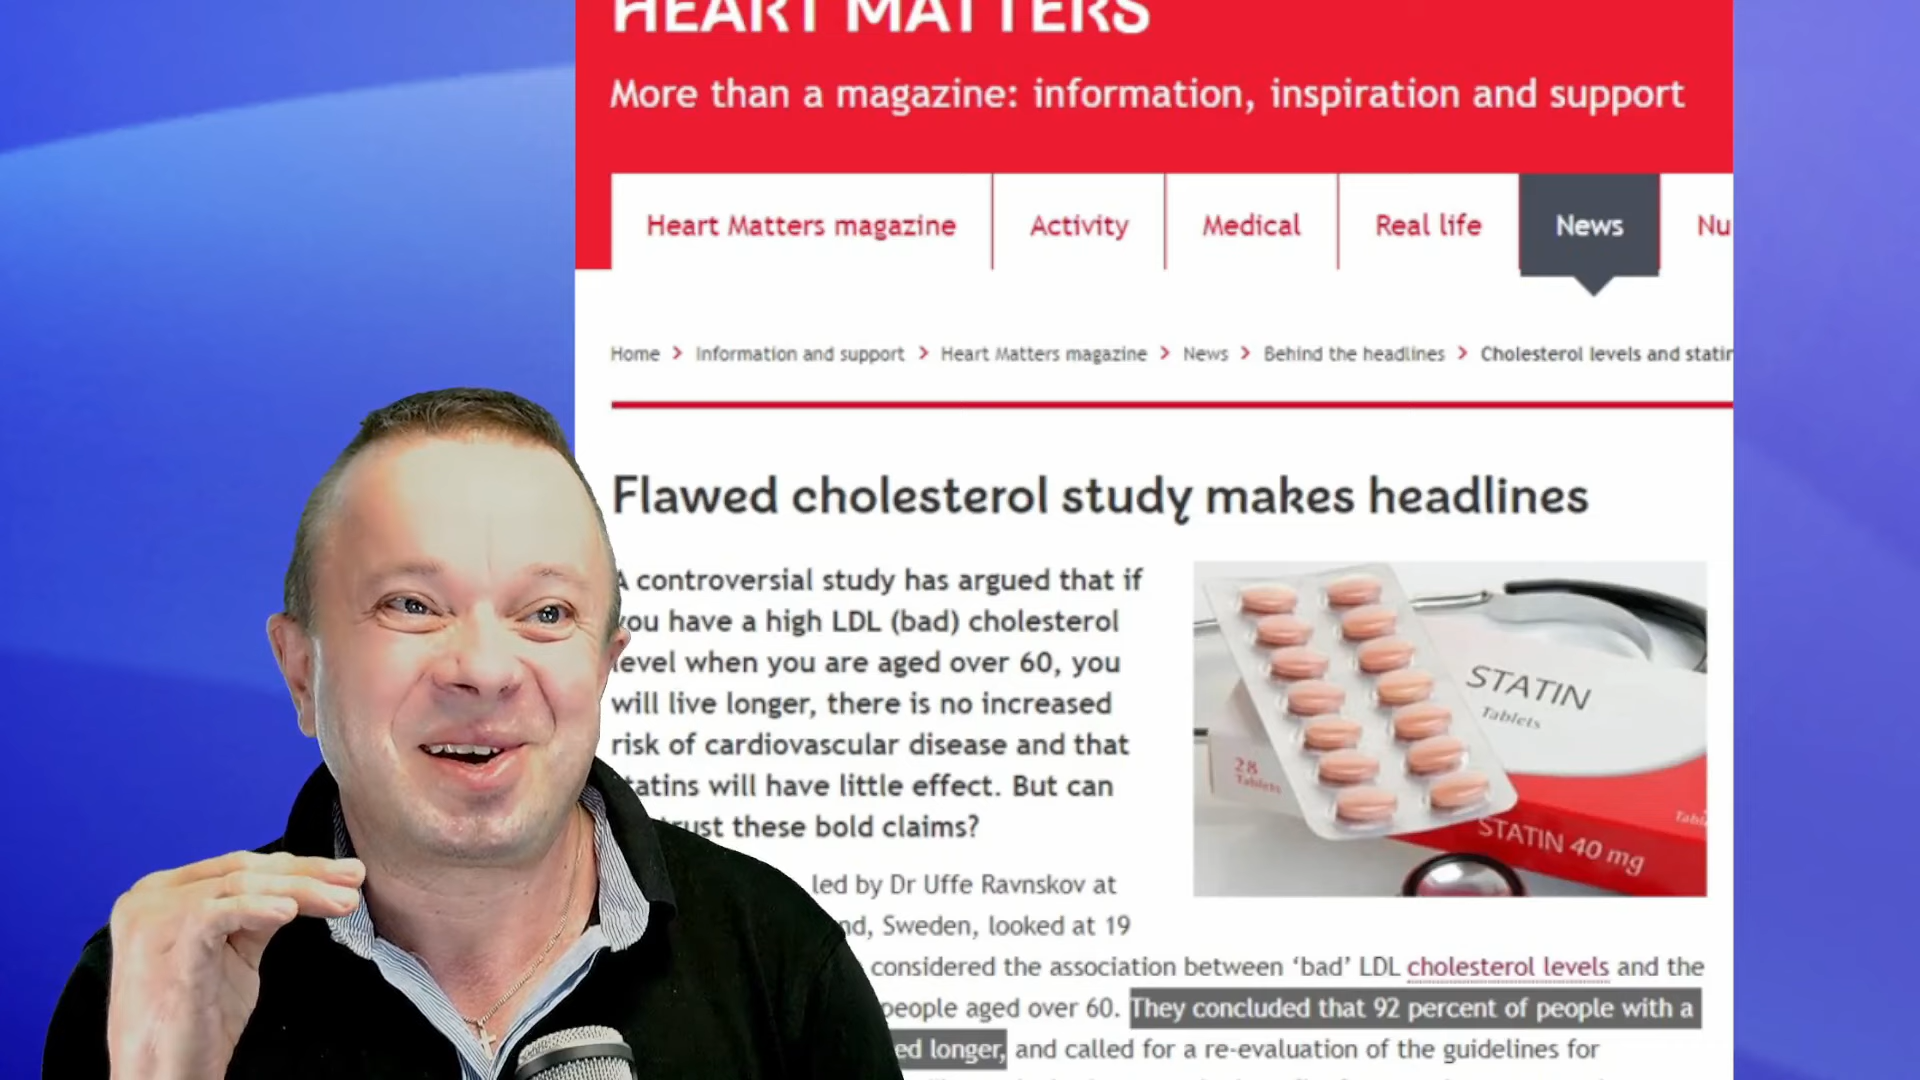 HEART MATTERS
More than a magazine: information, inspiration and support
Heart Matters magazine
Activity
Medical
Real life
News
Nu
Home > Information and support > Heart Matters magazine > News > Behind the headlines > Cholesterol levels and statin
Flawed cholesterol study makes headlines
A controversial study has argued that if
you have a high LDL (bad) cholesterol
level when you are aged over 60, you
will live longer, there is no increased
risk of cardiovascular disease and that
statins will have little effect. But can
trust these bold claims?
led by Dr Uffe Ravnskov at
nd, Sweden, looked at 19
considered the association between ‘bad’ LDL cholesterol levels and the
people aged over 60. They concluded that 92 percent of people with a
ed longer, and called for a re-evaluation of the guidelines for
STATIN
Tablets
28
Tablets
STATIN 40 mg